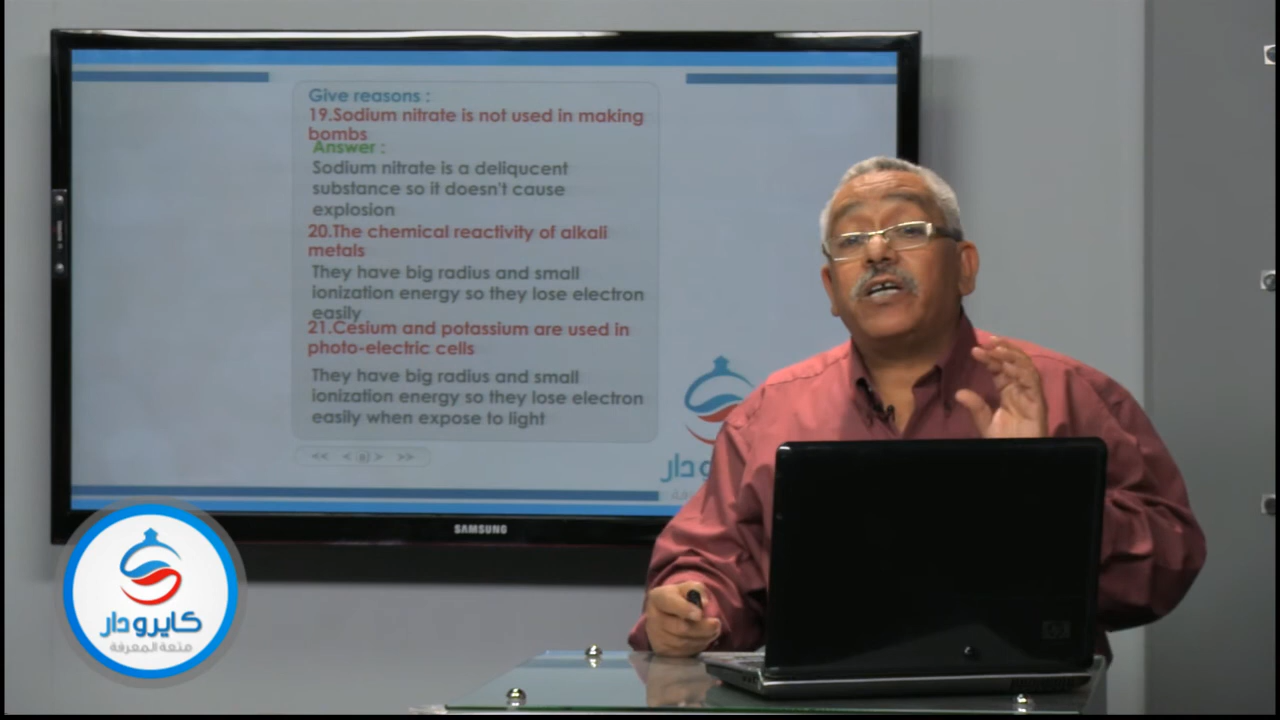 Give reasons :
19.Sodium nitrate is not used in making
bombs
Answer :
Sodium nitrate is a deliqucent
substance so it doesn't cause
explosion
20.The chemical reactivity of alkali
metals
They have big radius and small
ionization energy so they lose electron
easily
21.Cesium and potassium are used in
photo-electric cells
They have big radius and small
ionization energy so they lose electron
easily when expose to light
<< < > >>
دار
SAMSUNG
كايرو دار
متعة المعرفة
hp